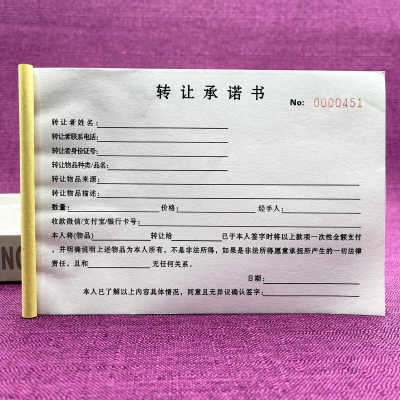 转让承诺书
No: 0000451
转让者姓名:
转让者联系电话:
转让者身份证号:
转让物品种类/品名:
转让物品来源:
转让物品描述:
数量: 价格: 经手人:
收款微信/支付宝/银行卡号:
本人将(物品) 转让给 已于本人签字时将以上款项一次性全额支付
,并明确说明上述物品为本人所有,不是非法所得,如果是非法所得愿意承担所产生的一切法律
责任,且和 无任何关系。
日期:
本人已了解以上内容具体情况,同意且无异议确认签字: